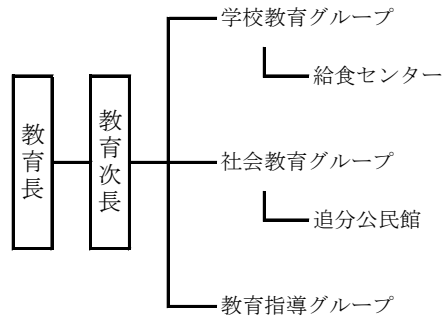 教育長
教育次長
学校教育グループ
給食センター
社会教育グループ
追分公民館
教育指導グループ